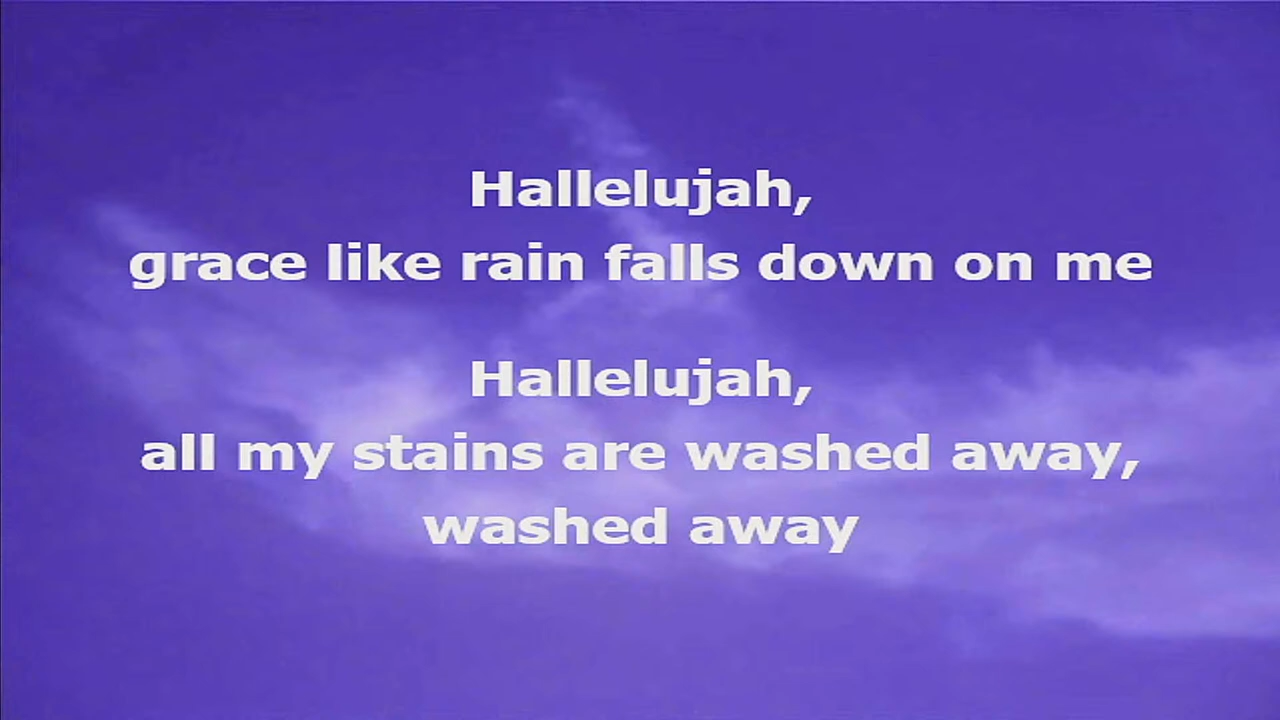 Hallelujah,
grace like rain falls down on me
Hallelujah,
all my stains are washed away,
washed away